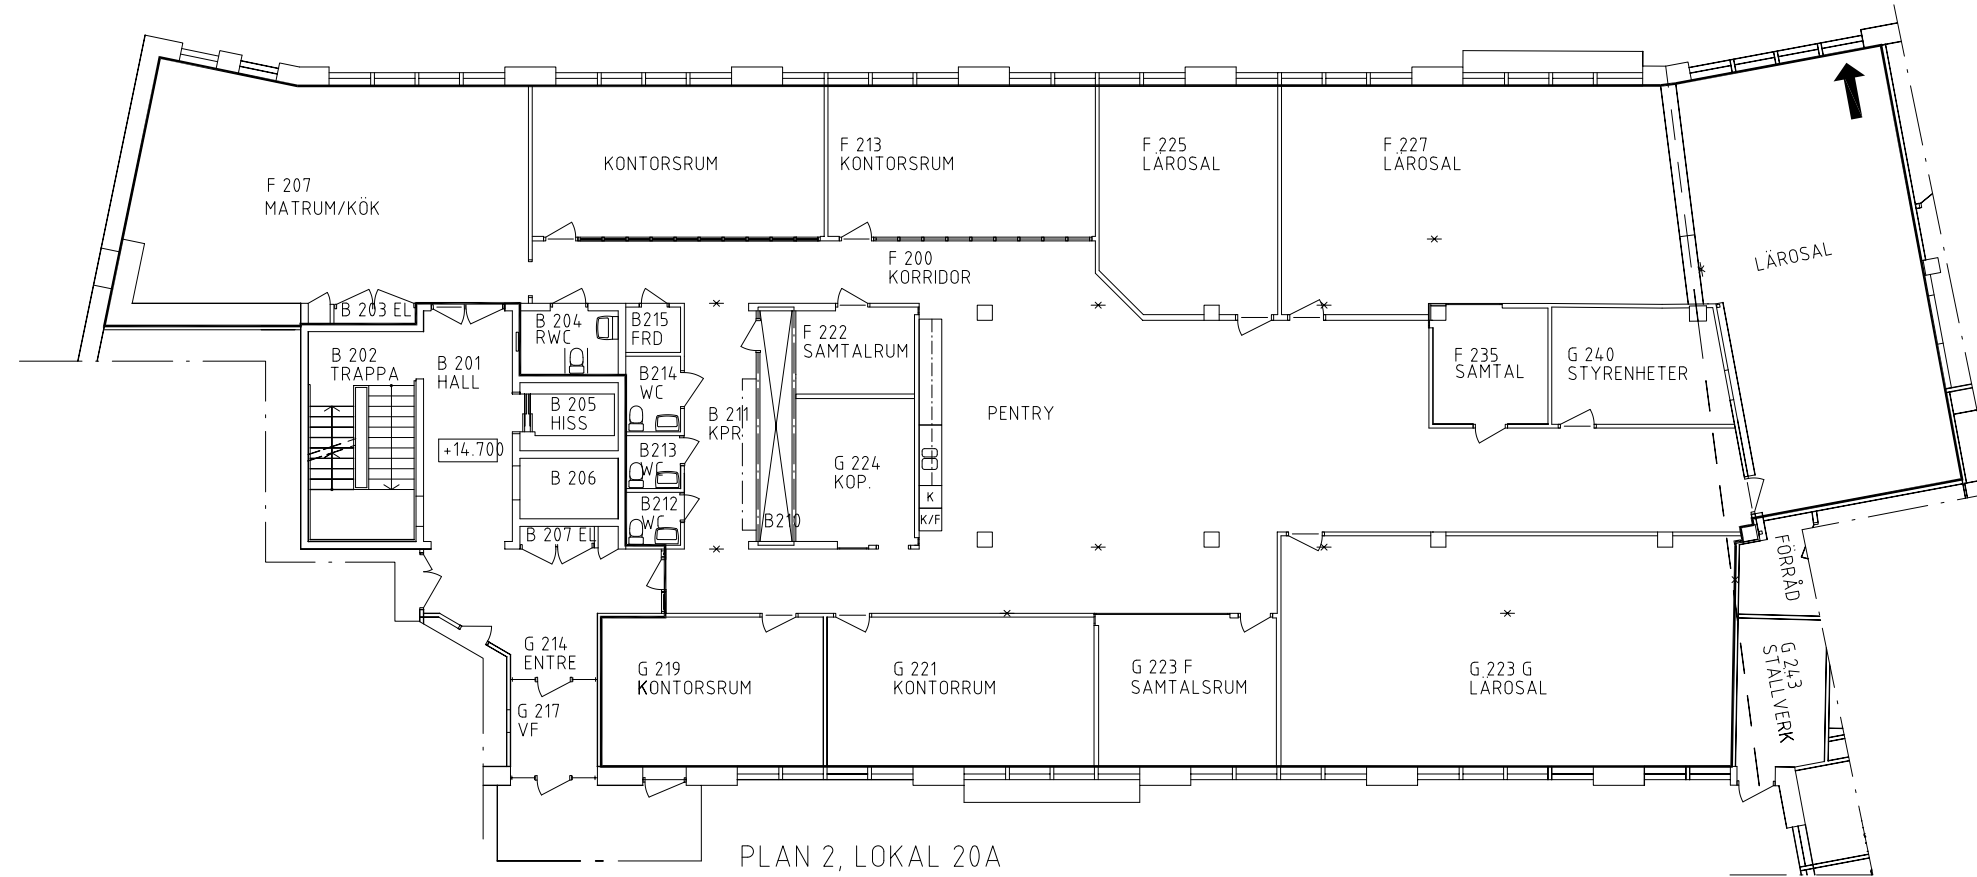 F 207
MATRUM/KÖK
KONTORSRUM
F 213
KONTORSRUM
F 225
LÄROSAL
F 227
LÄROSAL
LÄROSAL
F 200
KORRIDOR
B 203 EL
B 204
RWC
B215
FRD
F 222
SAMTALRUM
B 202
TRAPPA
B 201
HALL
B214
WC
F 235
SAMTAL
G 240
STYRENHETER
B 205
HISS
B 211
KPR
PENTRY
+14.700
B213
WC
B 206
G 224
KOP.
K
K/F
B212
WC
B210
B 207 EL
FÖRRÅD
G 214
ENTRE
G 219
KONTORSRUM
G 221
KONTORRUM
G 223 F
SAMTALSRUM
G 223 G
LÄROSAL
G 243
STÄLLVERK
G 217
VF
PLAN 2, LOKAL 20A